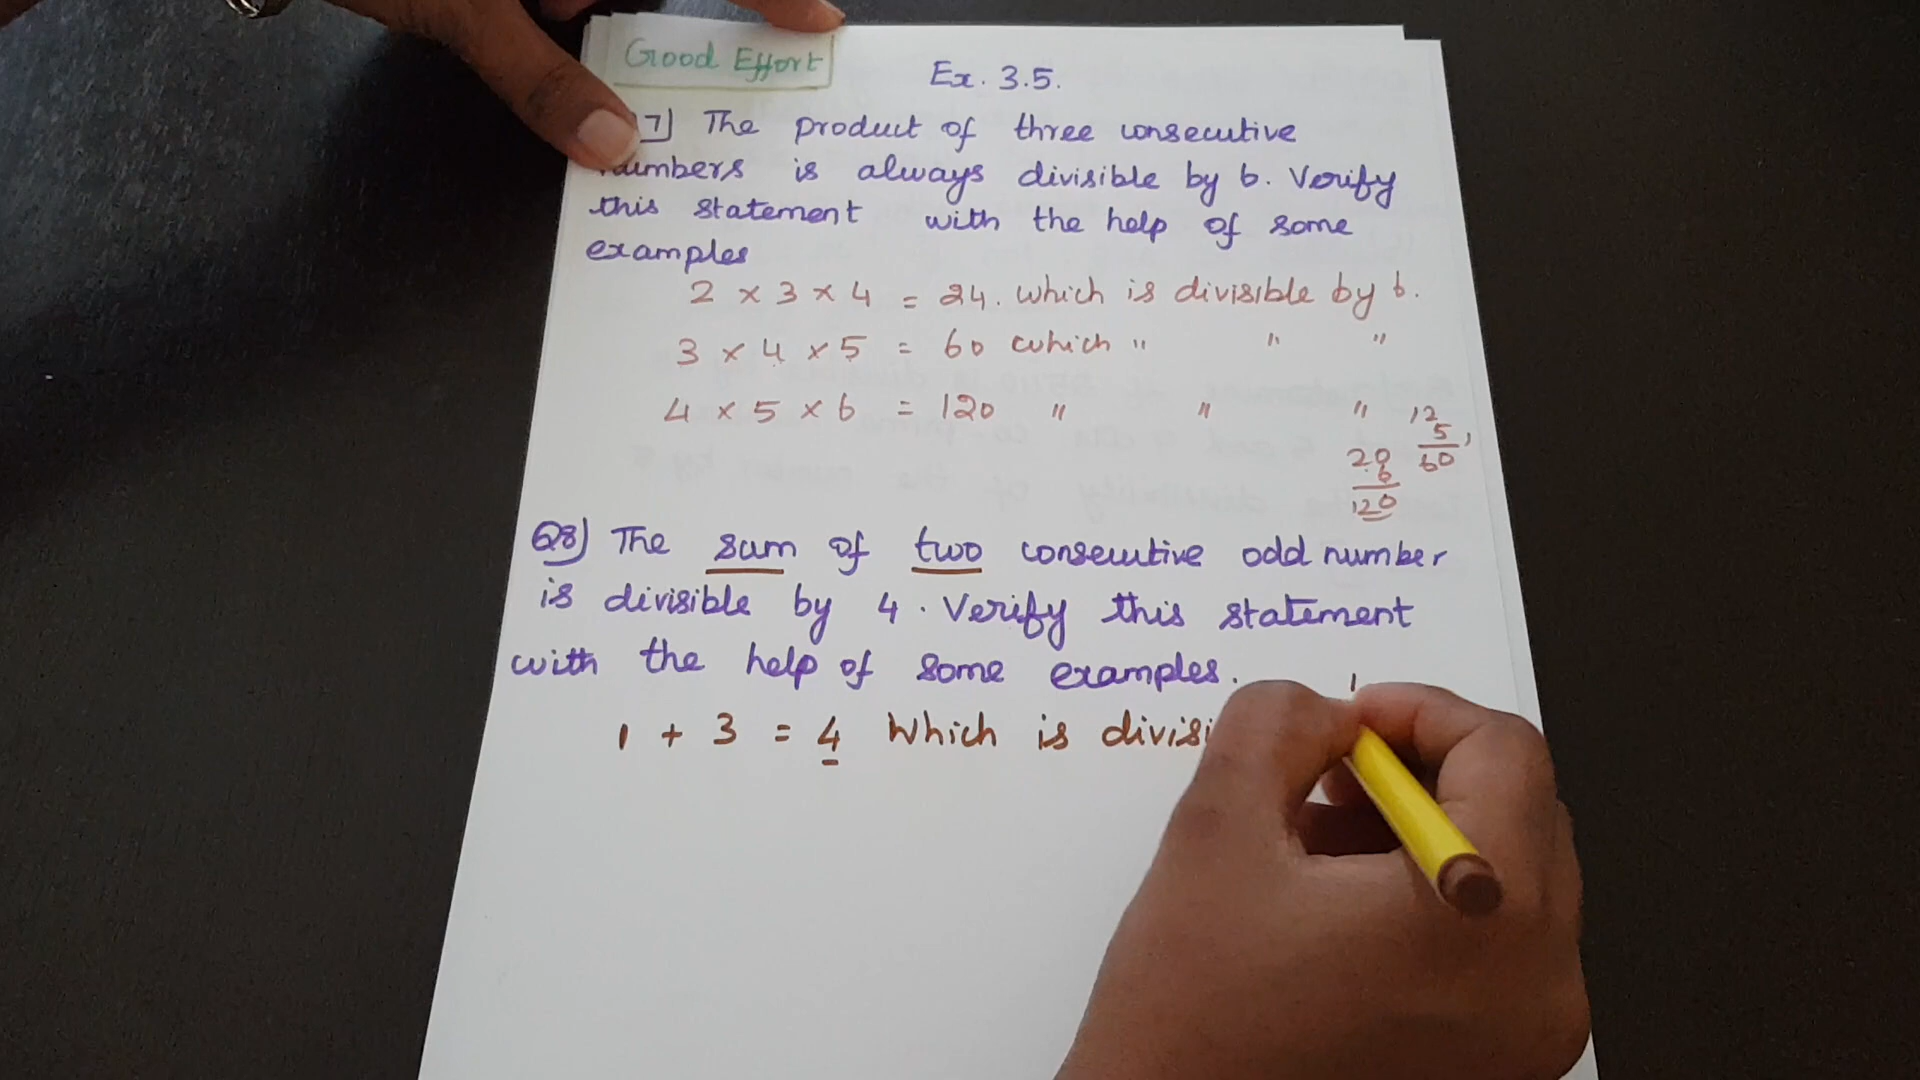 Good Effort
Ex. 3.5.
7] The product of three consecutive
numbers is always divisible by 6. Verify
this statement with the help of some
examples
2 × 3 × 4 = 24. which is divisible by 6.
3 × 4 × 5 = 60 which " " "
4 × 5 × 6 = 120 " " "
12
5
60
20
6
120
Q8) The sum of two consecutive odd number
is divisible by 4. Verify this statement
with the help of some examples.
1 + 3 = 4 which is divisi